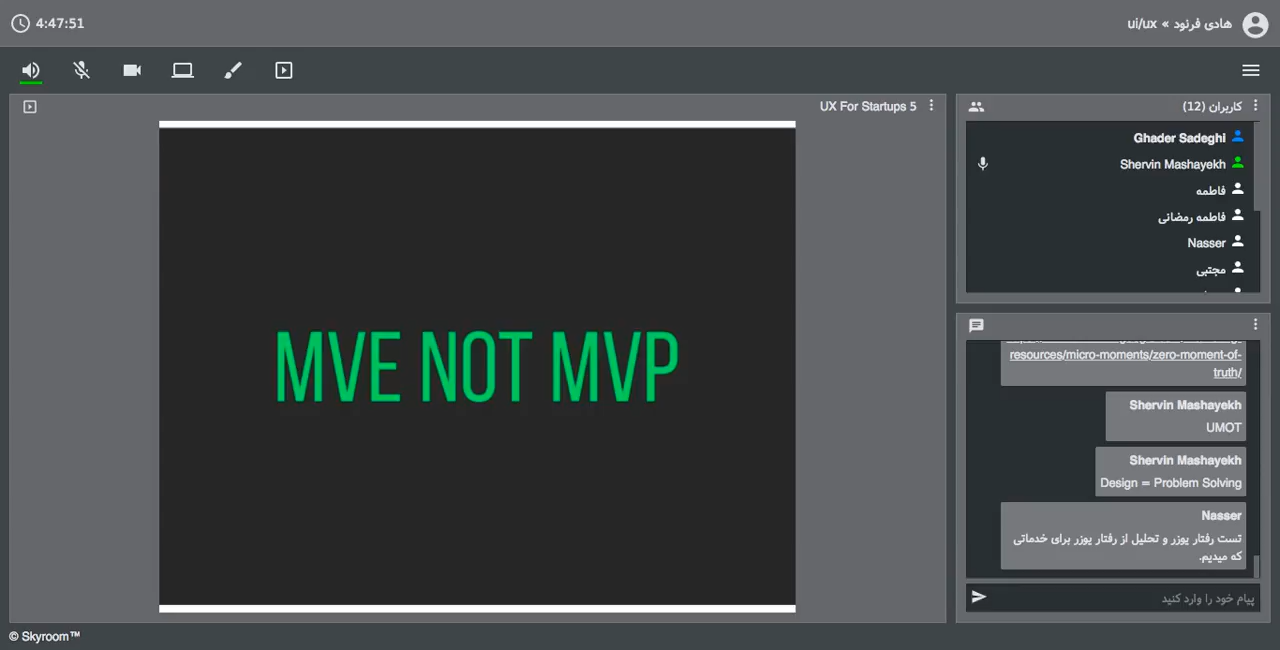 4:47:51
هادی فرنود » ui/ux
UX For Startups 5
MVE NOT MVP
کاربران (12)
Ghader Sadeghi
Shervin Mashayekh
فاطمه
فاطمه رمضانی
Nasser
مجتبی
resources/micro-moments/zero-moment-of-
truth/
Shervin Mashayekh
UMOT
Shervin Mashayekh
Design = Problem Solving
Nasser
تست رفتار یوزر و تحلیل از رفتار یوزر برای خدماتی
که میدیم.
پیام خود را وارد کنید
© Skyroom™